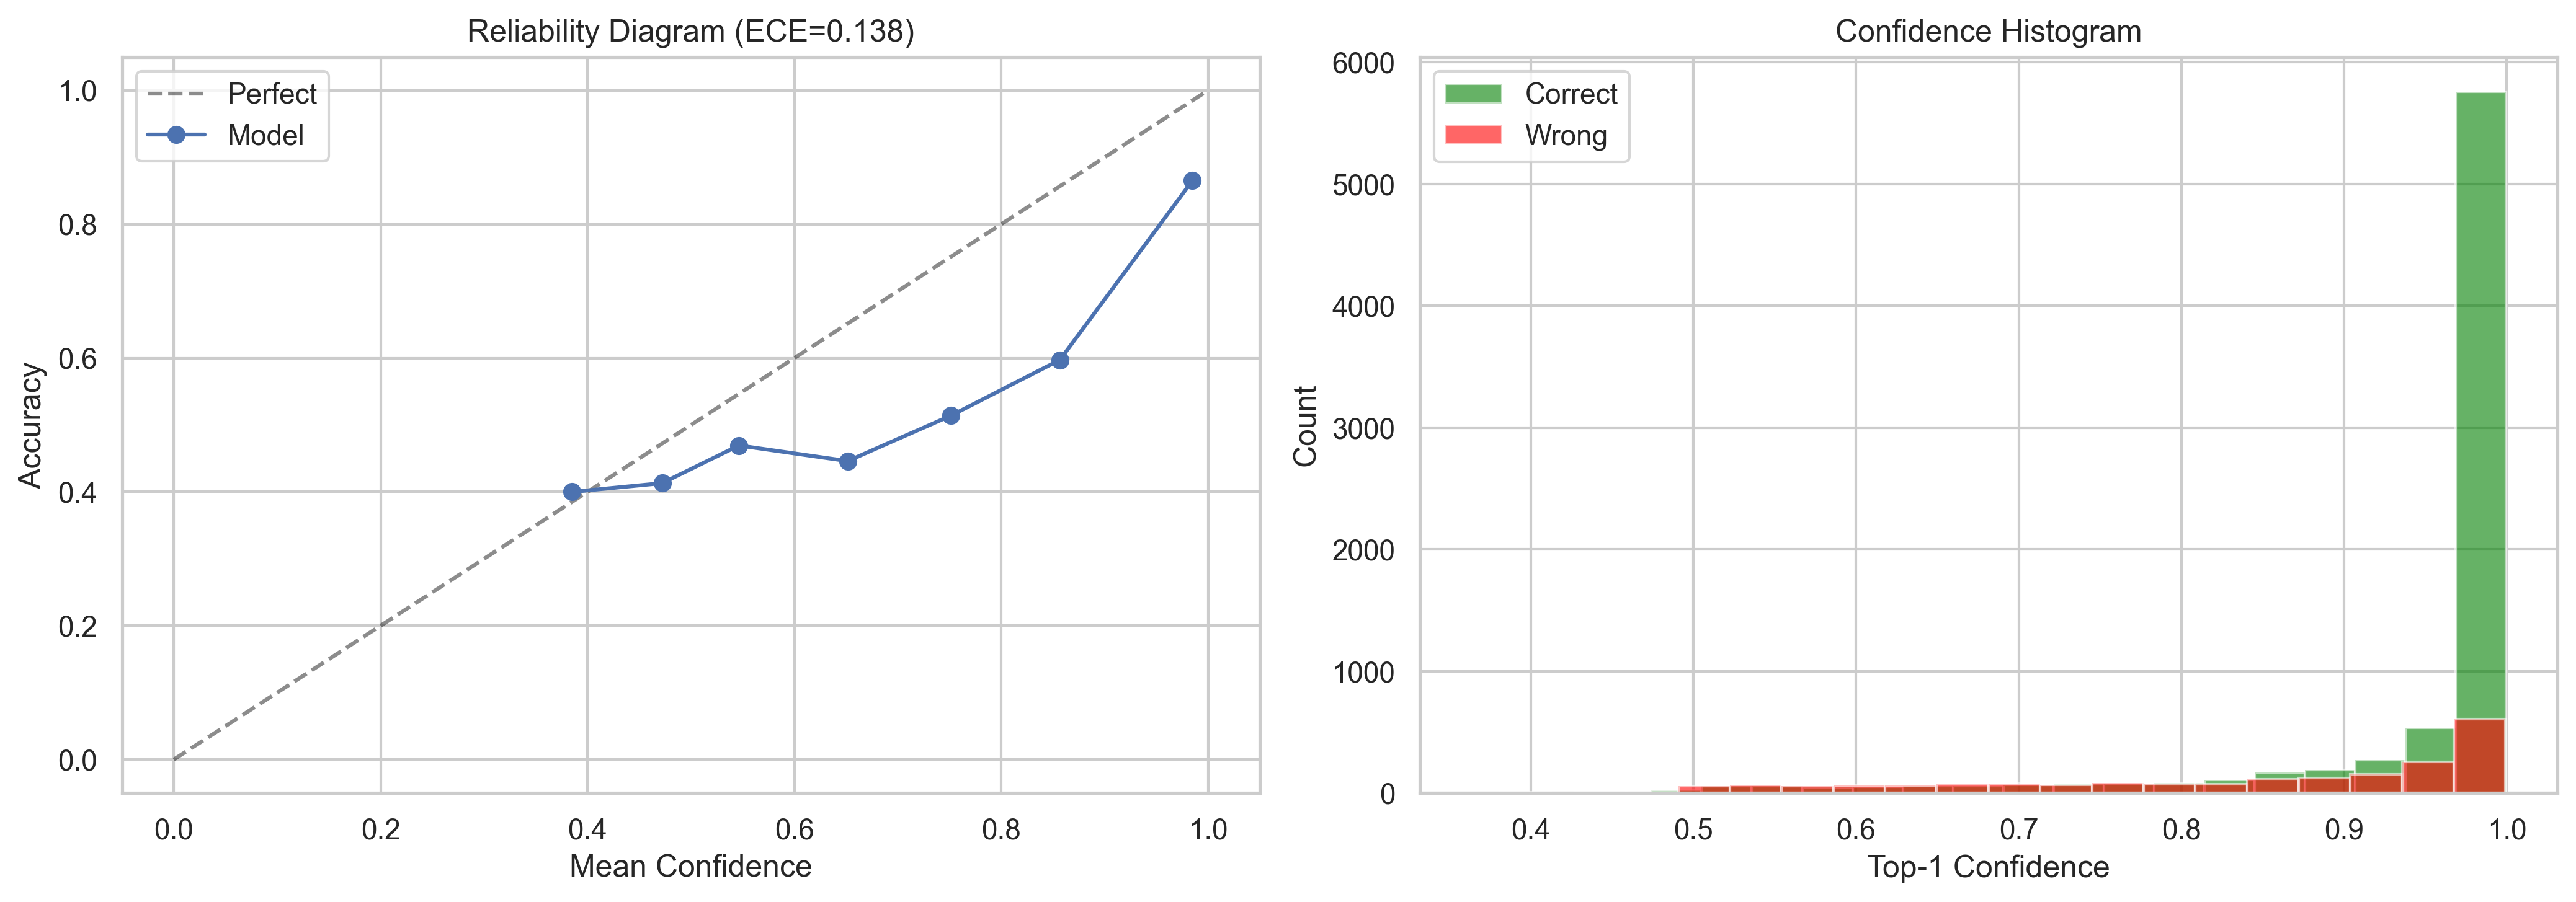 Reliability Diagram (ECE=0.138)
Perfect
Model
1.0
0.8
0.6
0.4
0.2
0.0
Accuracy
0.0 0.2 0.4 0.6 0.8 1.0
Mean Confidence
Confidence Histogram
Correct
Wrong
6000
5000
4000
3000
2000
1000
0
Count
0.4 0.5 0.6 0.7 0.8 0.9 1.0
Top-1 Confidence